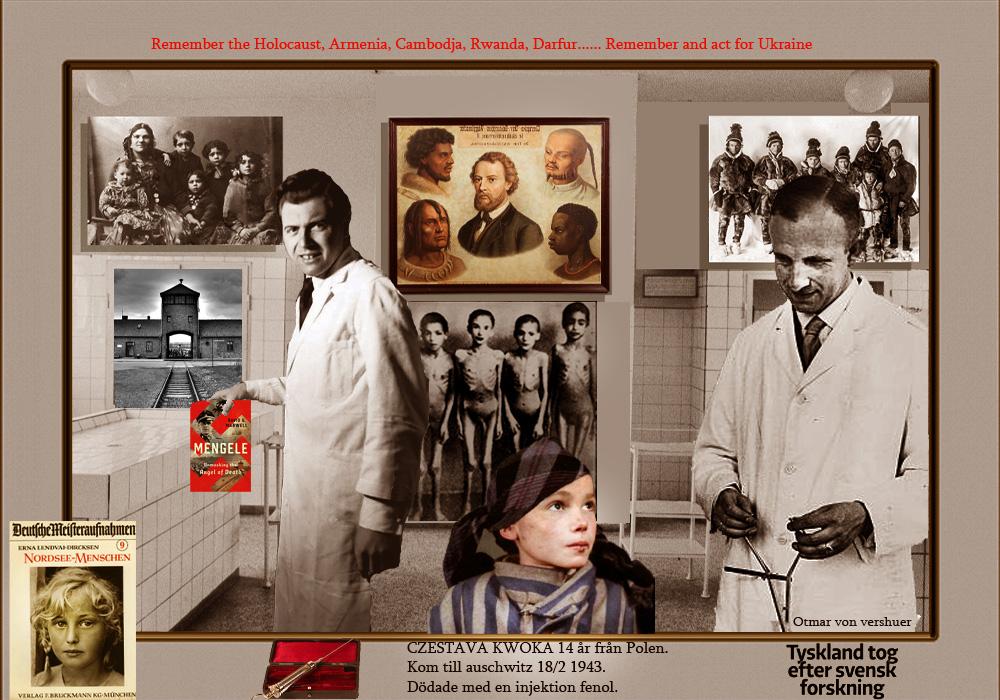 Remember the Holocaust, Armenia, Cambodja, Rwanda, Darfur...... Remember and act for Ukraine
MENGELE
Unmasking the
"Angel of Death"
Deutsche Meisteraufnahmen
ERNA LENDVAI-DIRCKSEN
9
NORDSEE-MENSCHEN
VERLAG F. BRUCKMANN KG·MÜNCHEN
Otmar von vershuer
CZESTAVA KWOKA 14 år från Polen.
Kom till auschwitz 18/2 1943.
Dödade med en injektion fenol.
Tyskland tog
efter svensk
forskning